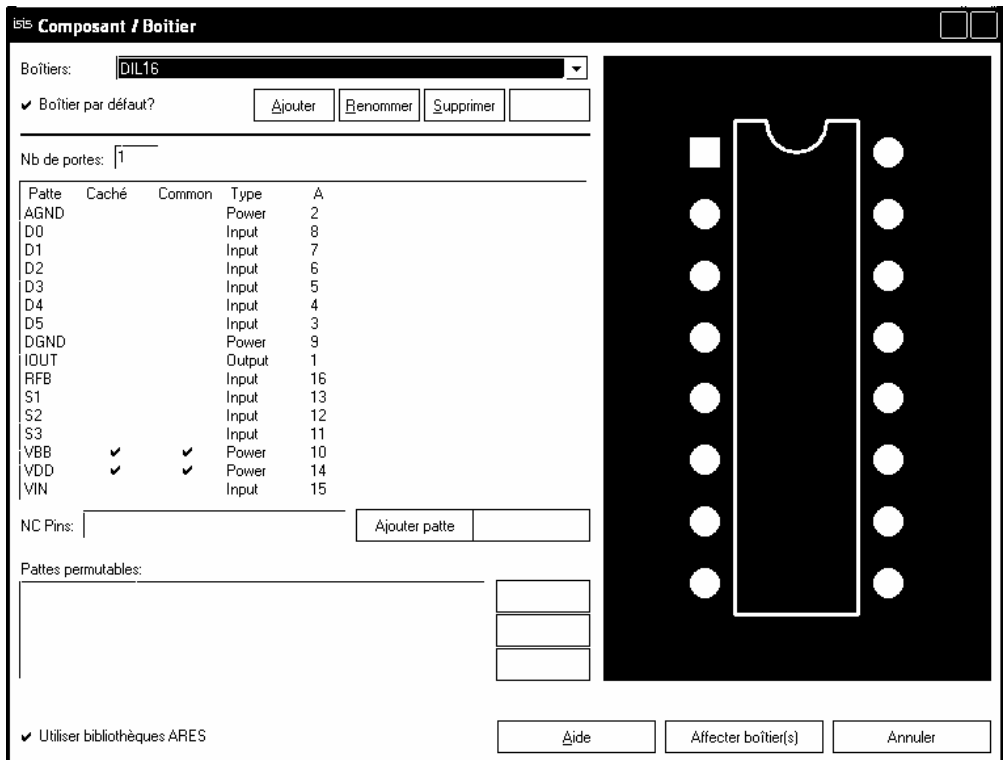 isis Composant / Boîtier
Boîtiers: DIL16
Boîtier par défaut? Ajouter Renommer Supprimer
Nb de portes: 1
Patte Caché Common Type A
AGND Power 2
D0 Input 8
D1 Input 7
D2 Input 6
D3 Input 5
D4 Input 4
D5 Input 3
DGND Power 9
IOUT Output 1
RFB Input 16
S1 Input 13
S2 Input 12
S3 Input 11
VBB ✔ ✔ Power 10
VDD ✔ ✔ Power 14
VIN Input 15
NC Pins: Ajouter patte
Pattes permutables:
Utiliser bibliothèques ARES Aide Affecter boîtier(s) Annuler